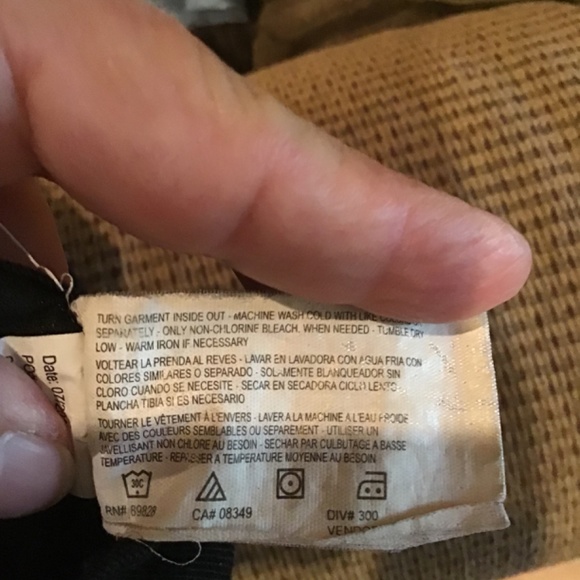 TURN GARMENT INSIDE OUT - MACHINE WASH COLD WITH LIKE
SEPARATELY - ONLY NON-CHLORINE BLEACH, WHEN NEEDED - TUMBLE DRY
LOW - WARM IRON IF NECESSARY
VOLTEAR LA PRENDA AL REVES - LAVAR EN LAVADORA CON AGUA FRIA CON
COLORES SIMILARES O SEPARADO - SOLAMENTE BLANQUEADOR SIN
CLORO CUANDO SE NECESITE - SECAR EN SECADORA CICLO LENTO -
PLANCHA TIBIA SI ES NECESARIO
TOURNER LE VÊTEMENT À L'ENVERS - LAVER A LA MACHINE A L'EAU FROIDE
AVEC DES COULEURS SEMBLABLES OU SEPAREMENT - UTILISER UN
JAVELLISANT NON CHLORE AU BESOIN - SECHAR PAR CULBUTAGE A BASSE
TEMPERATURE - REPASSER A TEMPERATURE MOYENNE AU BESOIN
30C
RN# CA# 08349 DIV# 300
Date: